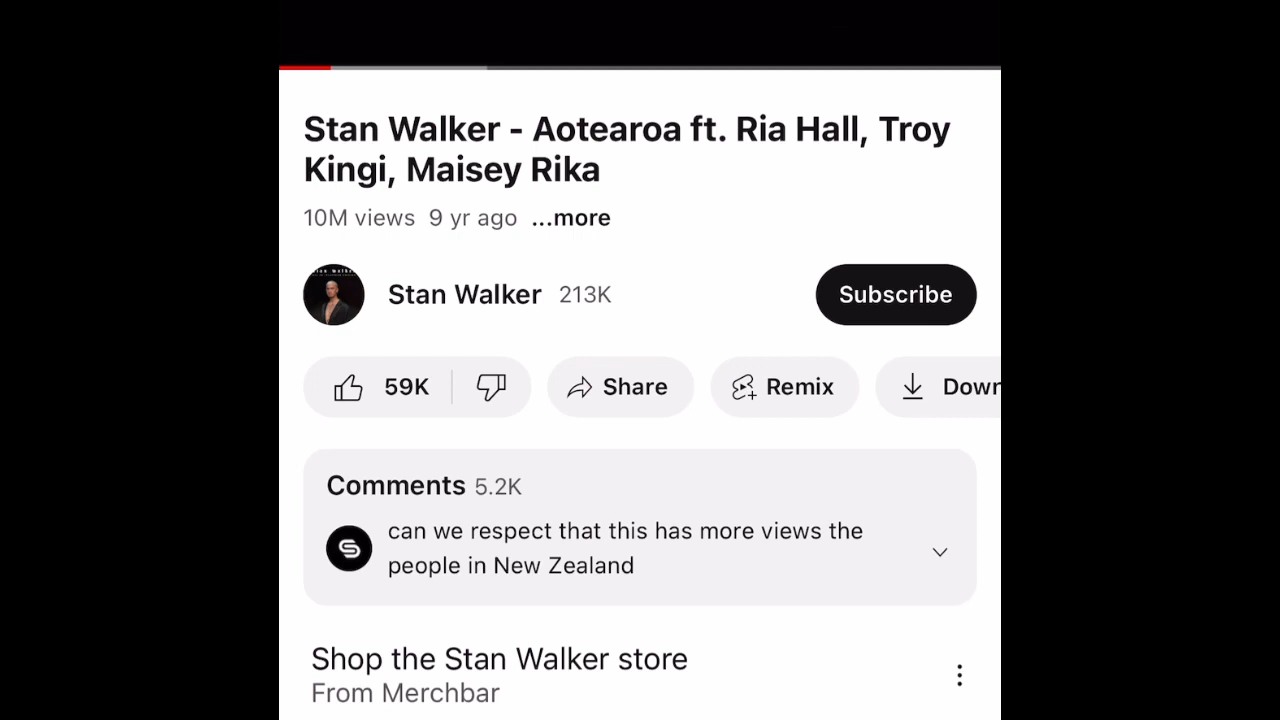 Stan Walker - Aotearoa ft. Ria Hall, Troy
Kingi, Maisey Rika
10M views 9 yr ago ...more
Stan Walker 213K
Subscribe
59K
Share
Remix
Down
Comments 5.2K
can we respect that this has more views the
people in New Zealand
Shop the Stan Walker store
From Merchbar